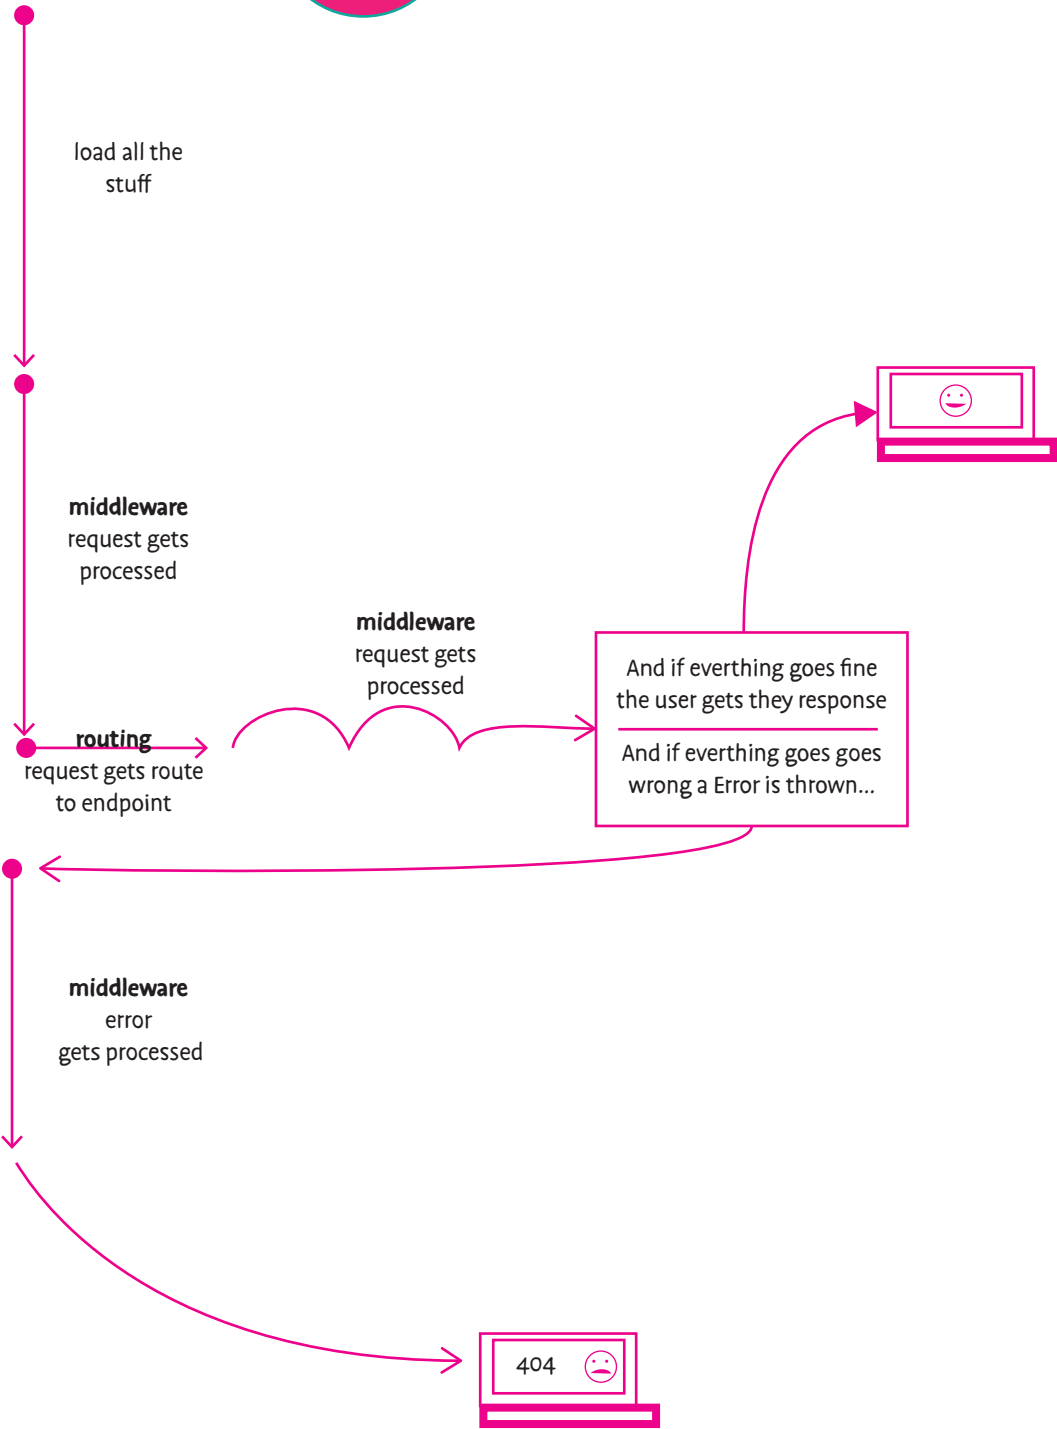 load all the
stuff
middleware
request gets
processed
middleware
request gets
processed
routing
request gets route
to endpoint
And if everthing goes fine
the user gets they response
And if everthing goes goes
wrong a Error is thrown...
middleware
error
gets processed
404